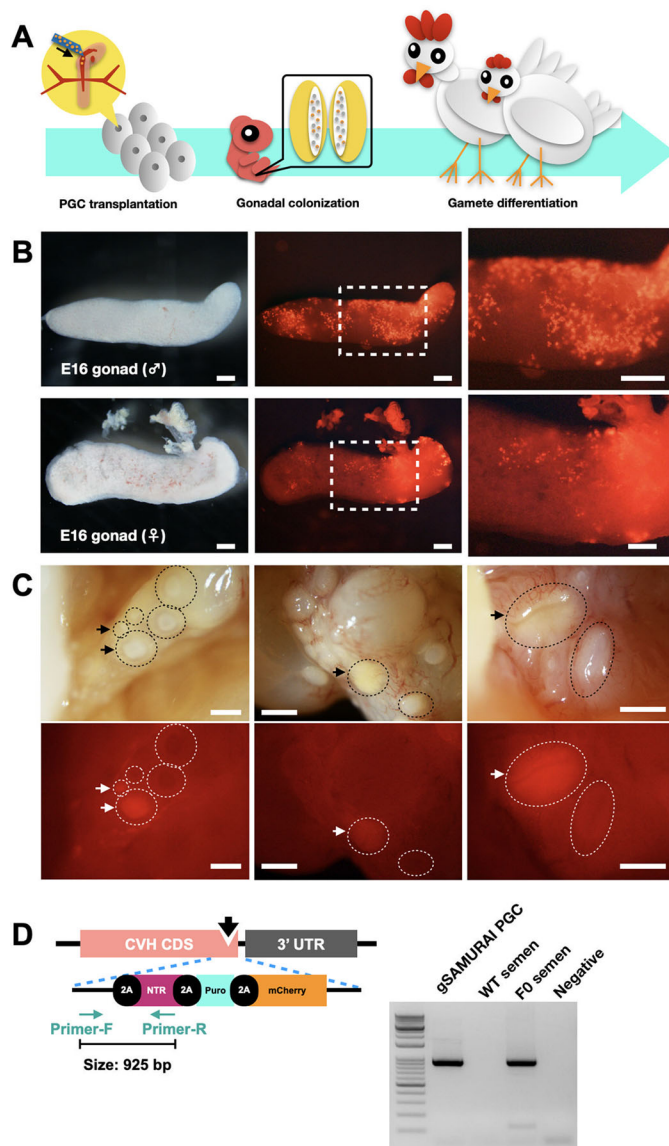 A
PGC transplantation
Gonadal colonization
Gamete differentiation
B
E16 gonad (♂)
E16 gonad (♀)
C
D
CVH CDS
3' UTR
2A
NTR
2A
Puro
2A
mCherry
Primer-F
Primer-R
Size: 925 bp
gSAMURAI PGC
WT semen
F0 semen
Negative